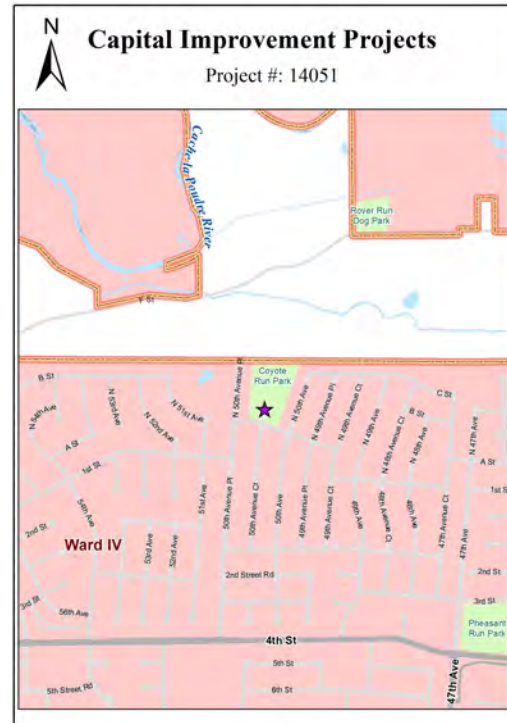 N
Capital Improvement Projects
Project #: 14051
Cache la Poudre River
Rover Run
Dog Park
F St
Coyote
Run Park
B St
N 54th Ave
N 53rd Ave
N 52nd Ave
N 51st Ave
N 50th Avenue Pl
N 50th Ave
N 49th Avenue Pl
N 49th Avenue Ct
N 49th Ave
N 48th Avenue Ct
B St
N 48th Ave
C St
N 47th Ave
A St
A St
1st St
1st St
54th Ave
51st Ave
50th Avenue Pl
50th Avenue Ct
50th Ave
49th Avenue Pl
49th Avenue Ct
49th Ave
48th Avenue Ct
48th Ave
47th Avenue Ct
47th Ave
2nd St
Ward IV
53rd Ave
52nd Ave
2nd Street Rd
2nd St
3rd St
3rd St
56th Ave
Pheasant
Run Park
4th St
5th St
47th Ave
5th Street Rd
6th St